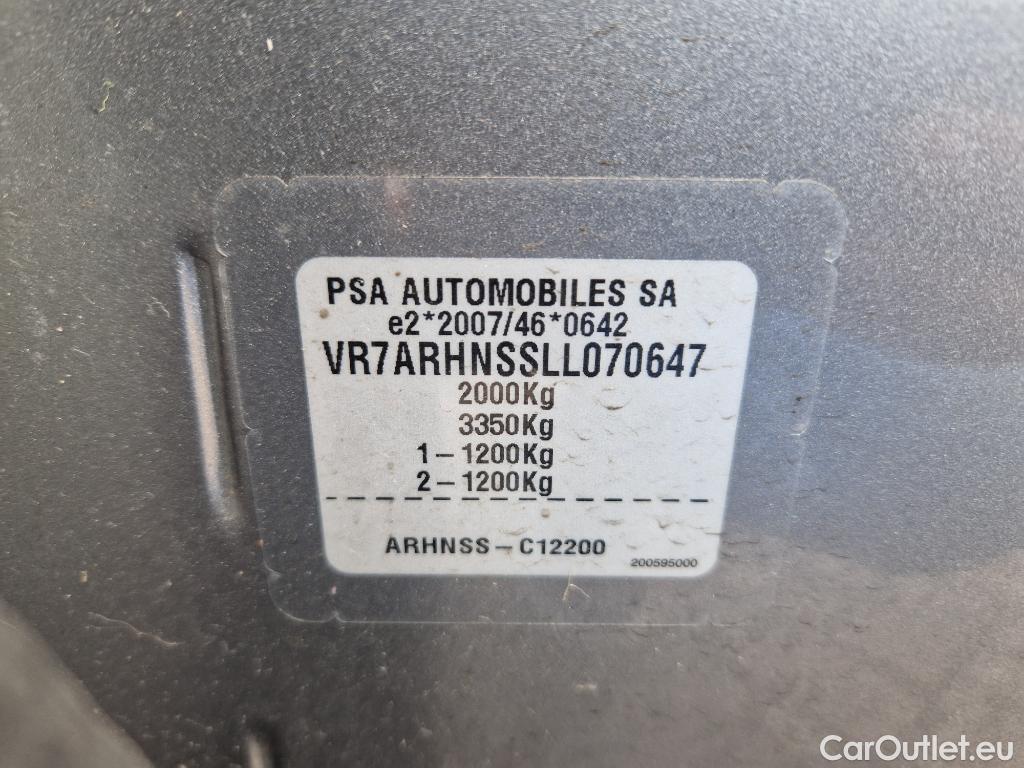 PSA AUTOMOBILES SA
e2*2007/46*0642
VR7ARHNSSLL070647
2000Kg
3350Kg
1-1200Kg
2-1200Kg
ARHNSS-C12200
200595000
CarOutlet.eu